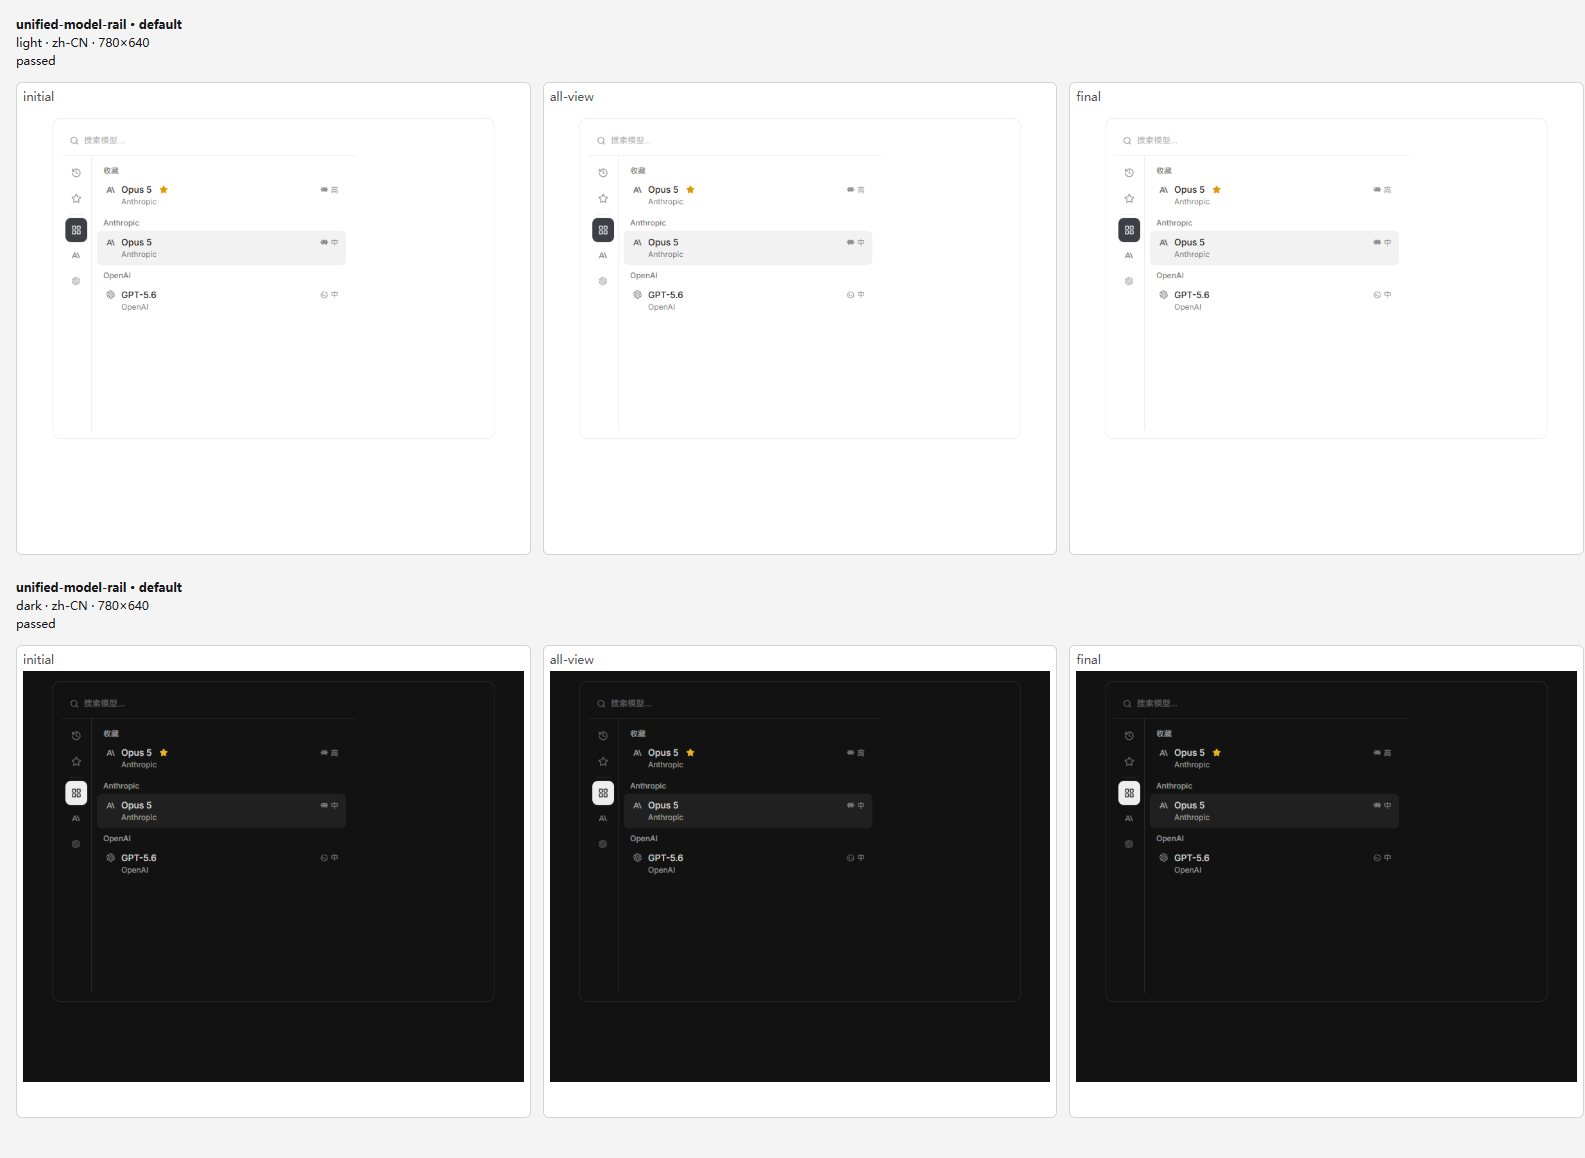 unified-model-rail • default
light · zh-CN · 780×640
passed
initial
搜索模型...
收藏
Opus 5
高
Anthropic
Anthropic
Opus 5
中
Anthropic
OpenAI
GPT-5.6
中
OpenAI
all-view
搜索模型...
收藏
Opus 5
高
Anthropic
Anthropic
Opus 5
中
Anthropic
OpenAI
GPT-5.6
中
OpenAI
final
搜索模型...
收藏
Opus 5
高
Anthropic
Anthropic
Opus 5
中
Anthropic
OpenAI
GPT-5.6
中
OpenAI
unified-model-rail • default
dark · zh-CN · 780×640
passed
initial
搜索模型...
收藏
Opus 5
高
Anthropic
Anthropic
Opus 5
中
Anthropic
OpenAI
GPT-5.6
中
OpenAI
all-view
搜索模型...
收藏
Opus 5
高
Anthropic
Anthropic
Opus 5
中
Anthropic
OpenAI
GPT-5.6
中
OpenAI
final
搜索模型...
收藏
Opus 5
高
Anthropic
Anthropic
Opus 5
中
Anthropic
OpenAI
GPT-5.6
中
OpenAI